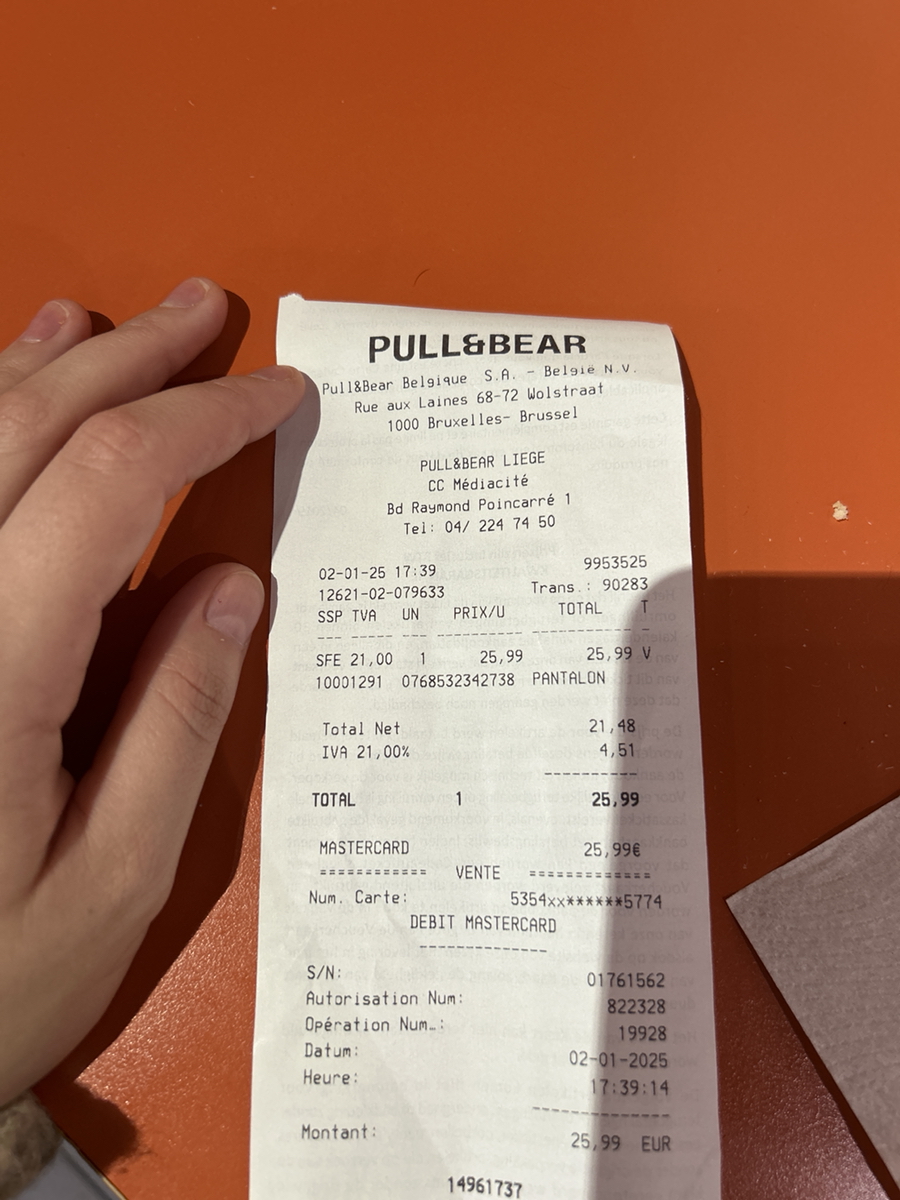 PULL&BEAR
Pull&Bear Belgique S.A. - België N.V.
Rue aux Laines 68-72 Wolstraat
1000 Bruxelles- Brussel
PULL&BEAR LIEGE
CC Médiacité
Bd Raymond Poincarré 1
Tel: 04/ 224 74 50
02-01-25 17:39 9953525
12621-02-079633 Trans.: 90283
SSP TVA UN PRIX/U TOTAL T
--- ----- --- ----------- ---------- -
SFE 21,00 1 25,99 25,99 V
10001291 0768532342738 PANTALON
Total Net 21,48
IVA 21,00% 4,51
----------
TOTAL 1 25,99
MASTERCARD 25,99€
============ VENTE ==============
Num. Carte: 5354xx******5774
DEBIT MASTERCARD
--------------
S/N: 01761562
Autorisation Num: 822328
Opération Num…: 19928
Datum: 02-01-2025
Heure: 17:39:14
---------------
Montant: 25,99 EUR
14961737